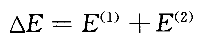 ΔE = E⁽¹⁾ + E⁽²⁾